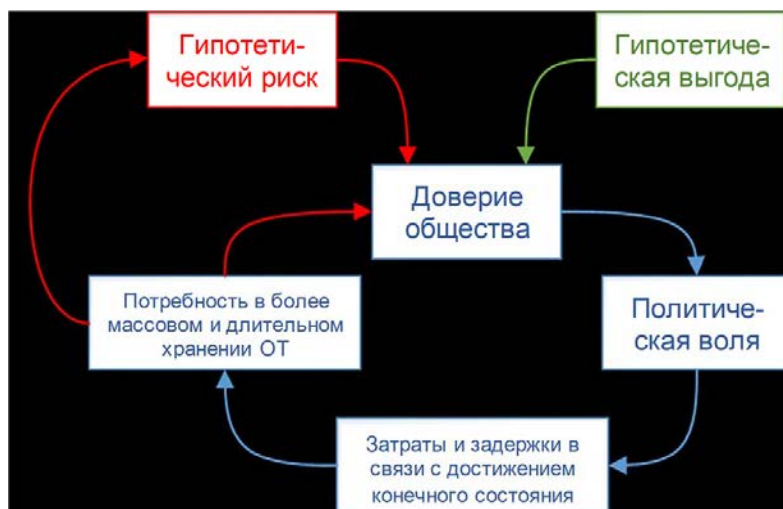 Гипотети-
ческий риск
Гипотетиче-
ская выгода
Доверие
общества
Потребность в более
массовом и длительном
хранении ОТ
Политиче-
ская воля
Затраты и задержки в
связи с достижением
конечного состояния